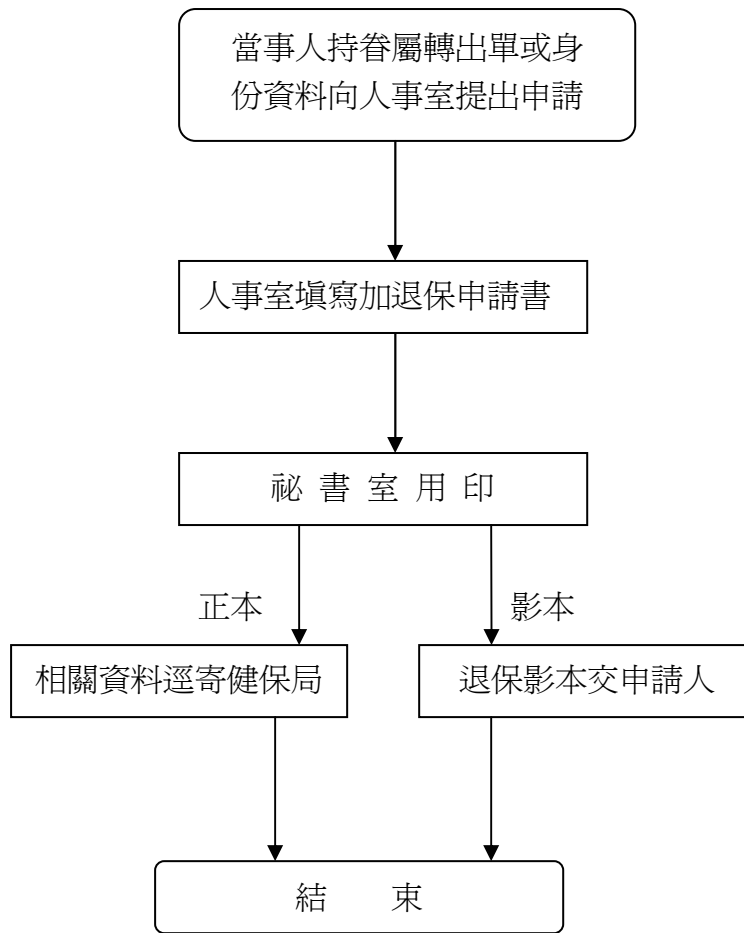 當事人持眷屬轉出單或身
份資料向人事室提出申請
人事室填寫加退保申請書
祕 書 室 用 印
正本
影本
相關資料逕寄健保局
退保影本交申請人
結 束